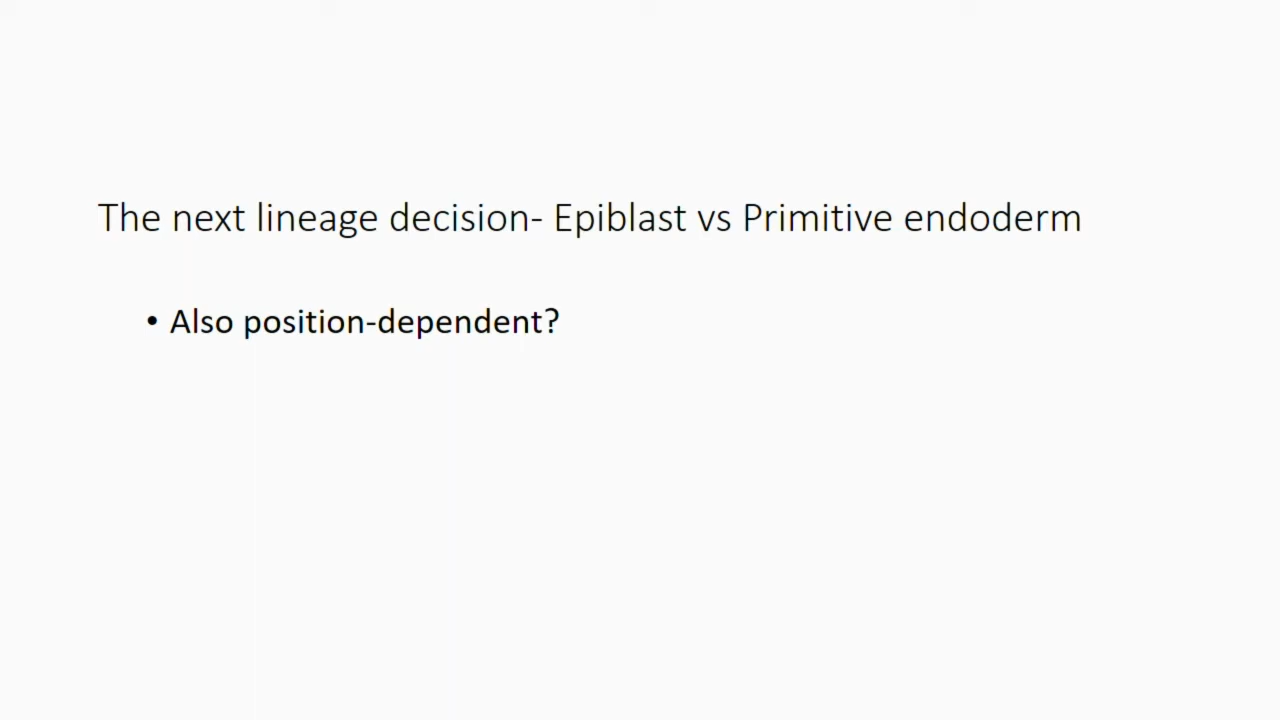 The next lineage decision- Epiblast vs Primitive endoderm
• Also position-dependent?